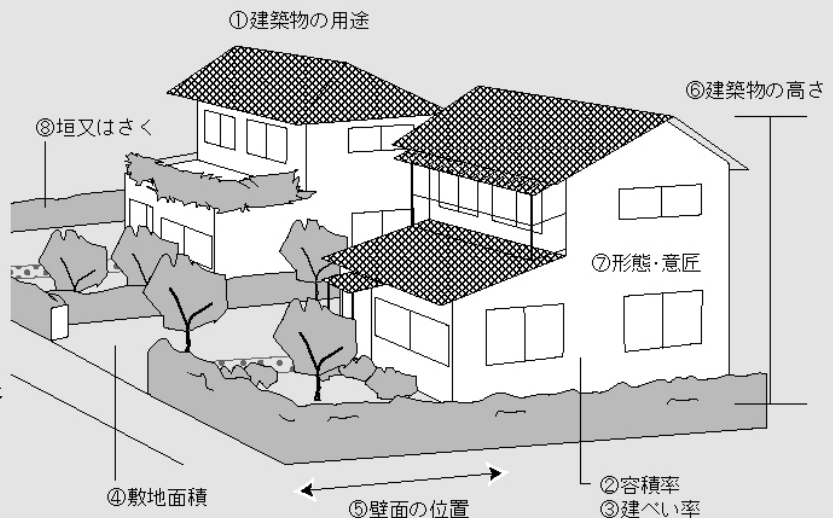 ①建築物の用途
⑥建築物の高さ
⑧垣又はさく
⑦形態・意匠
④敷地面積
⑤壁面の位置
②容積率
③建ぺい率